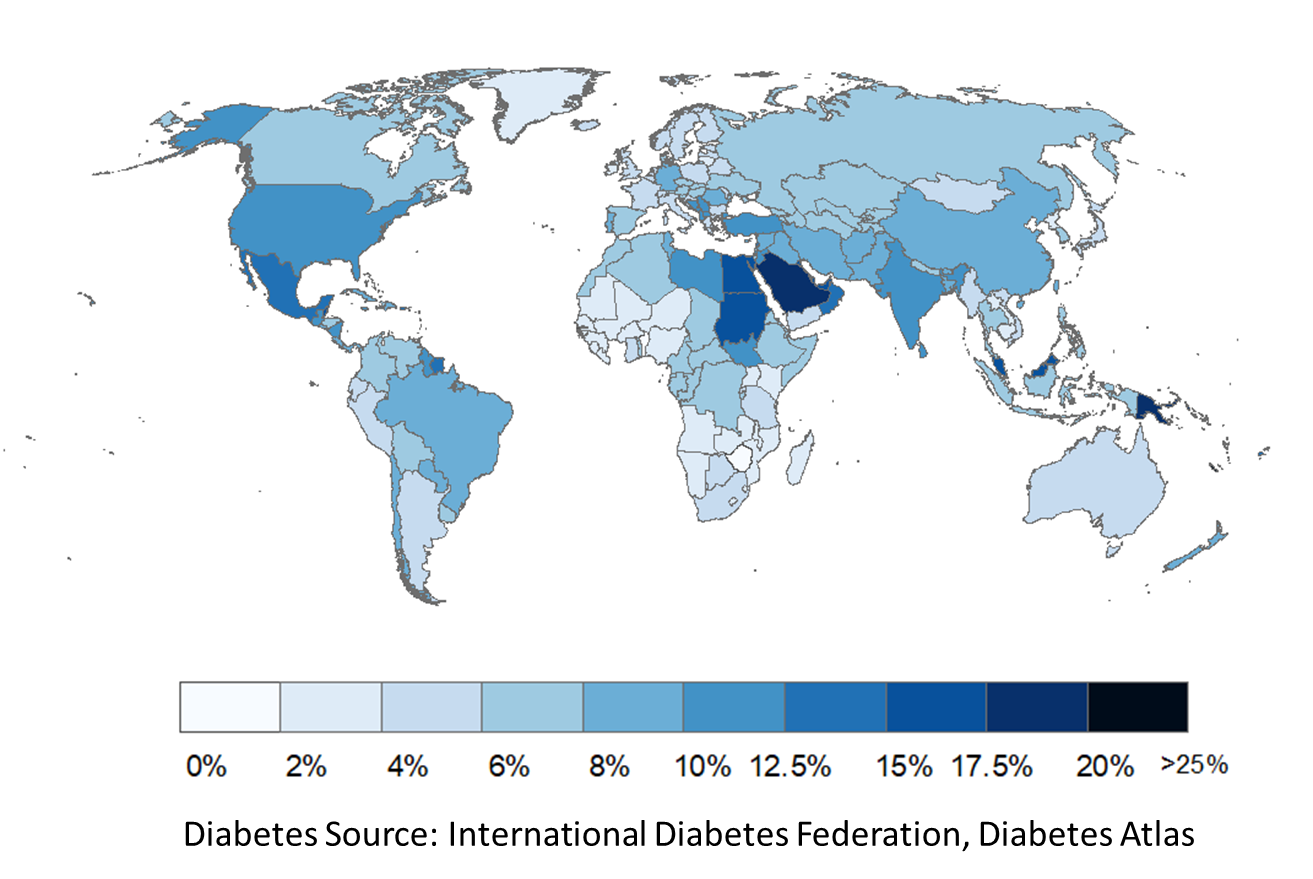 0% 2% 4% 6% 8% 10% 12.5% 15% 17.5% 20% >25%
Diabetes Source: International Diabetes Federation, Diabetes Atlas